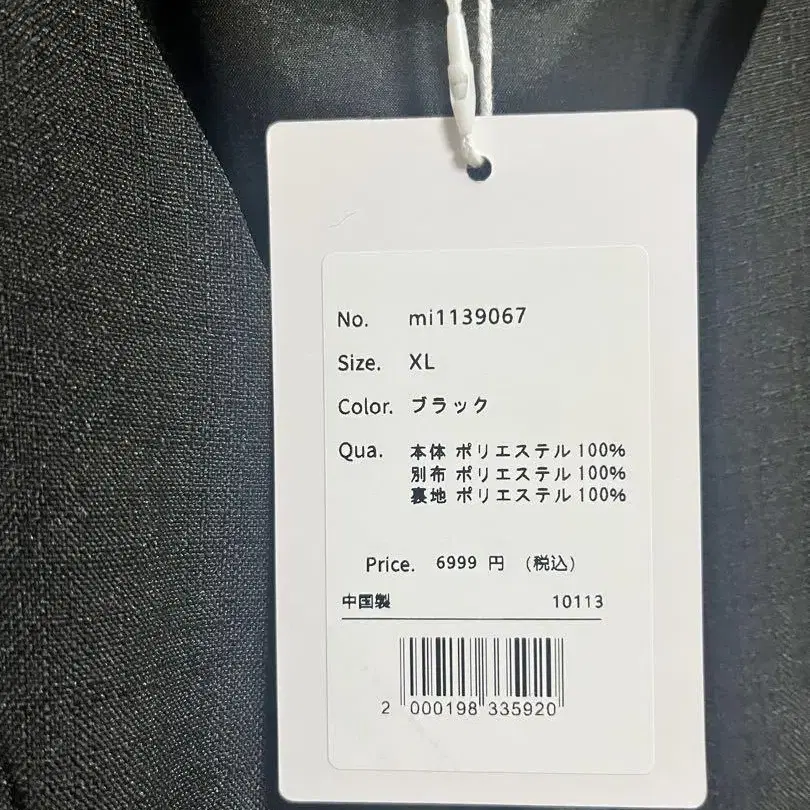 No. mi1139067
Size. XL
Color. ブラック
Qua. 本体 ポリエステル 100%
別布 ポリエステル 100%
裏地 ポリエステル 100%
Price. 6999 円 (税込)
中国製 10113
2 000198 335920